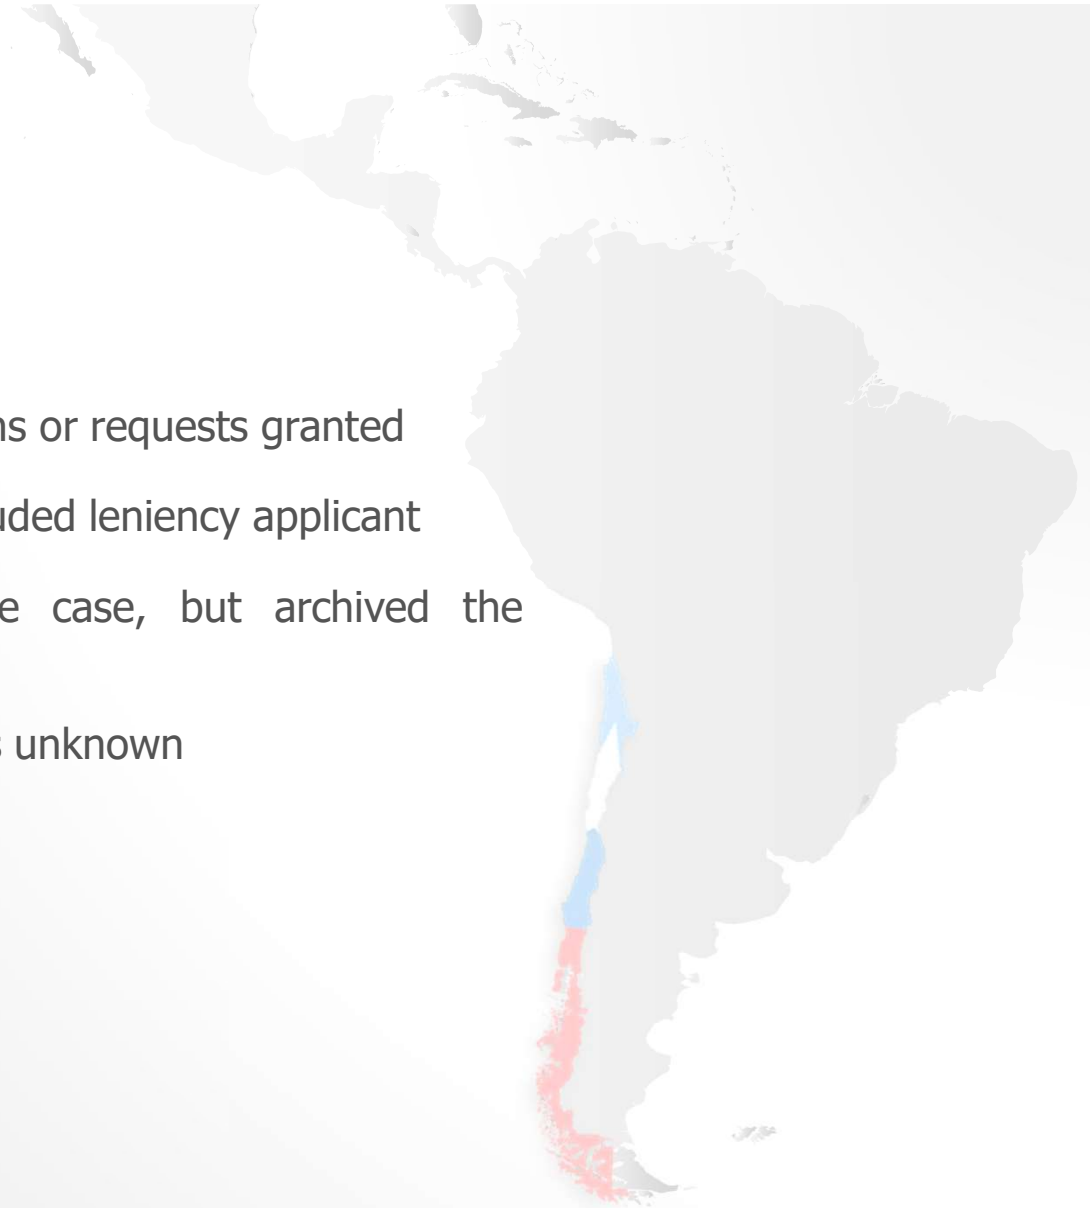 ns or requests granted
uded leniency applicant
e case, but archived the
s unknown